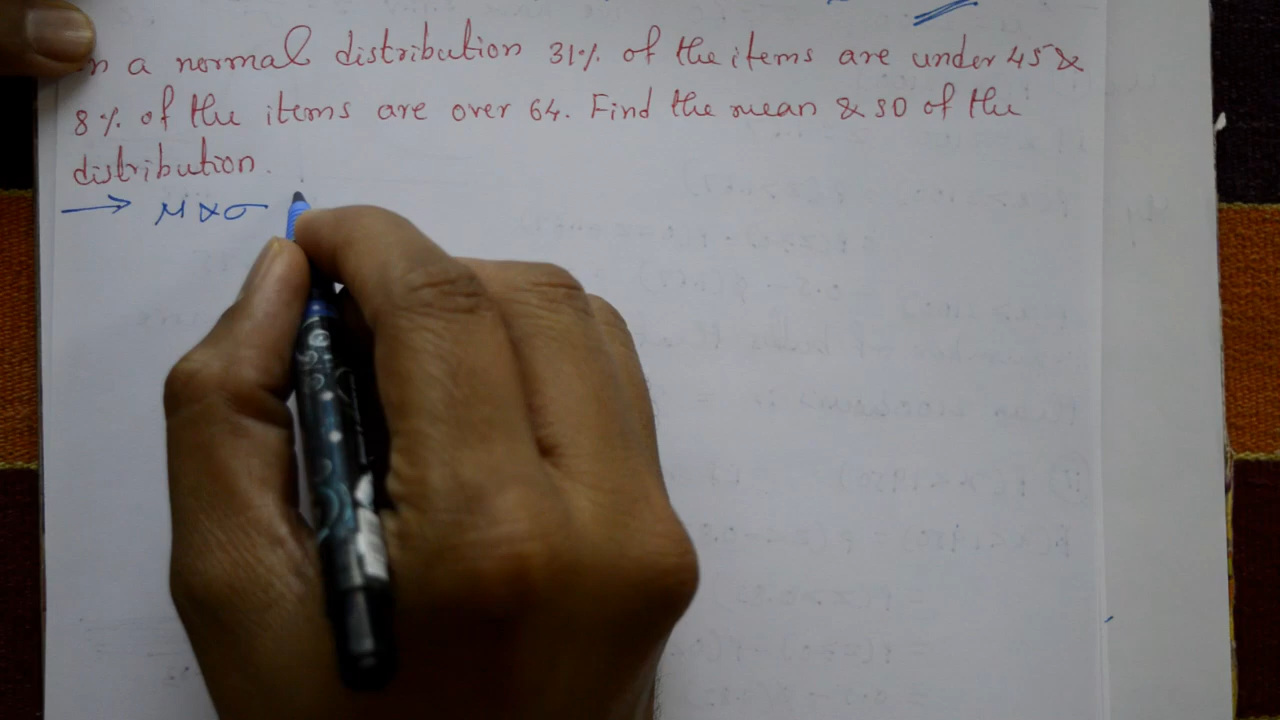 n a normal distribution 31% of the items are under 45 &
8% of the items are over 64. Find the mean & SD of the
distribution.
→ μ & σ